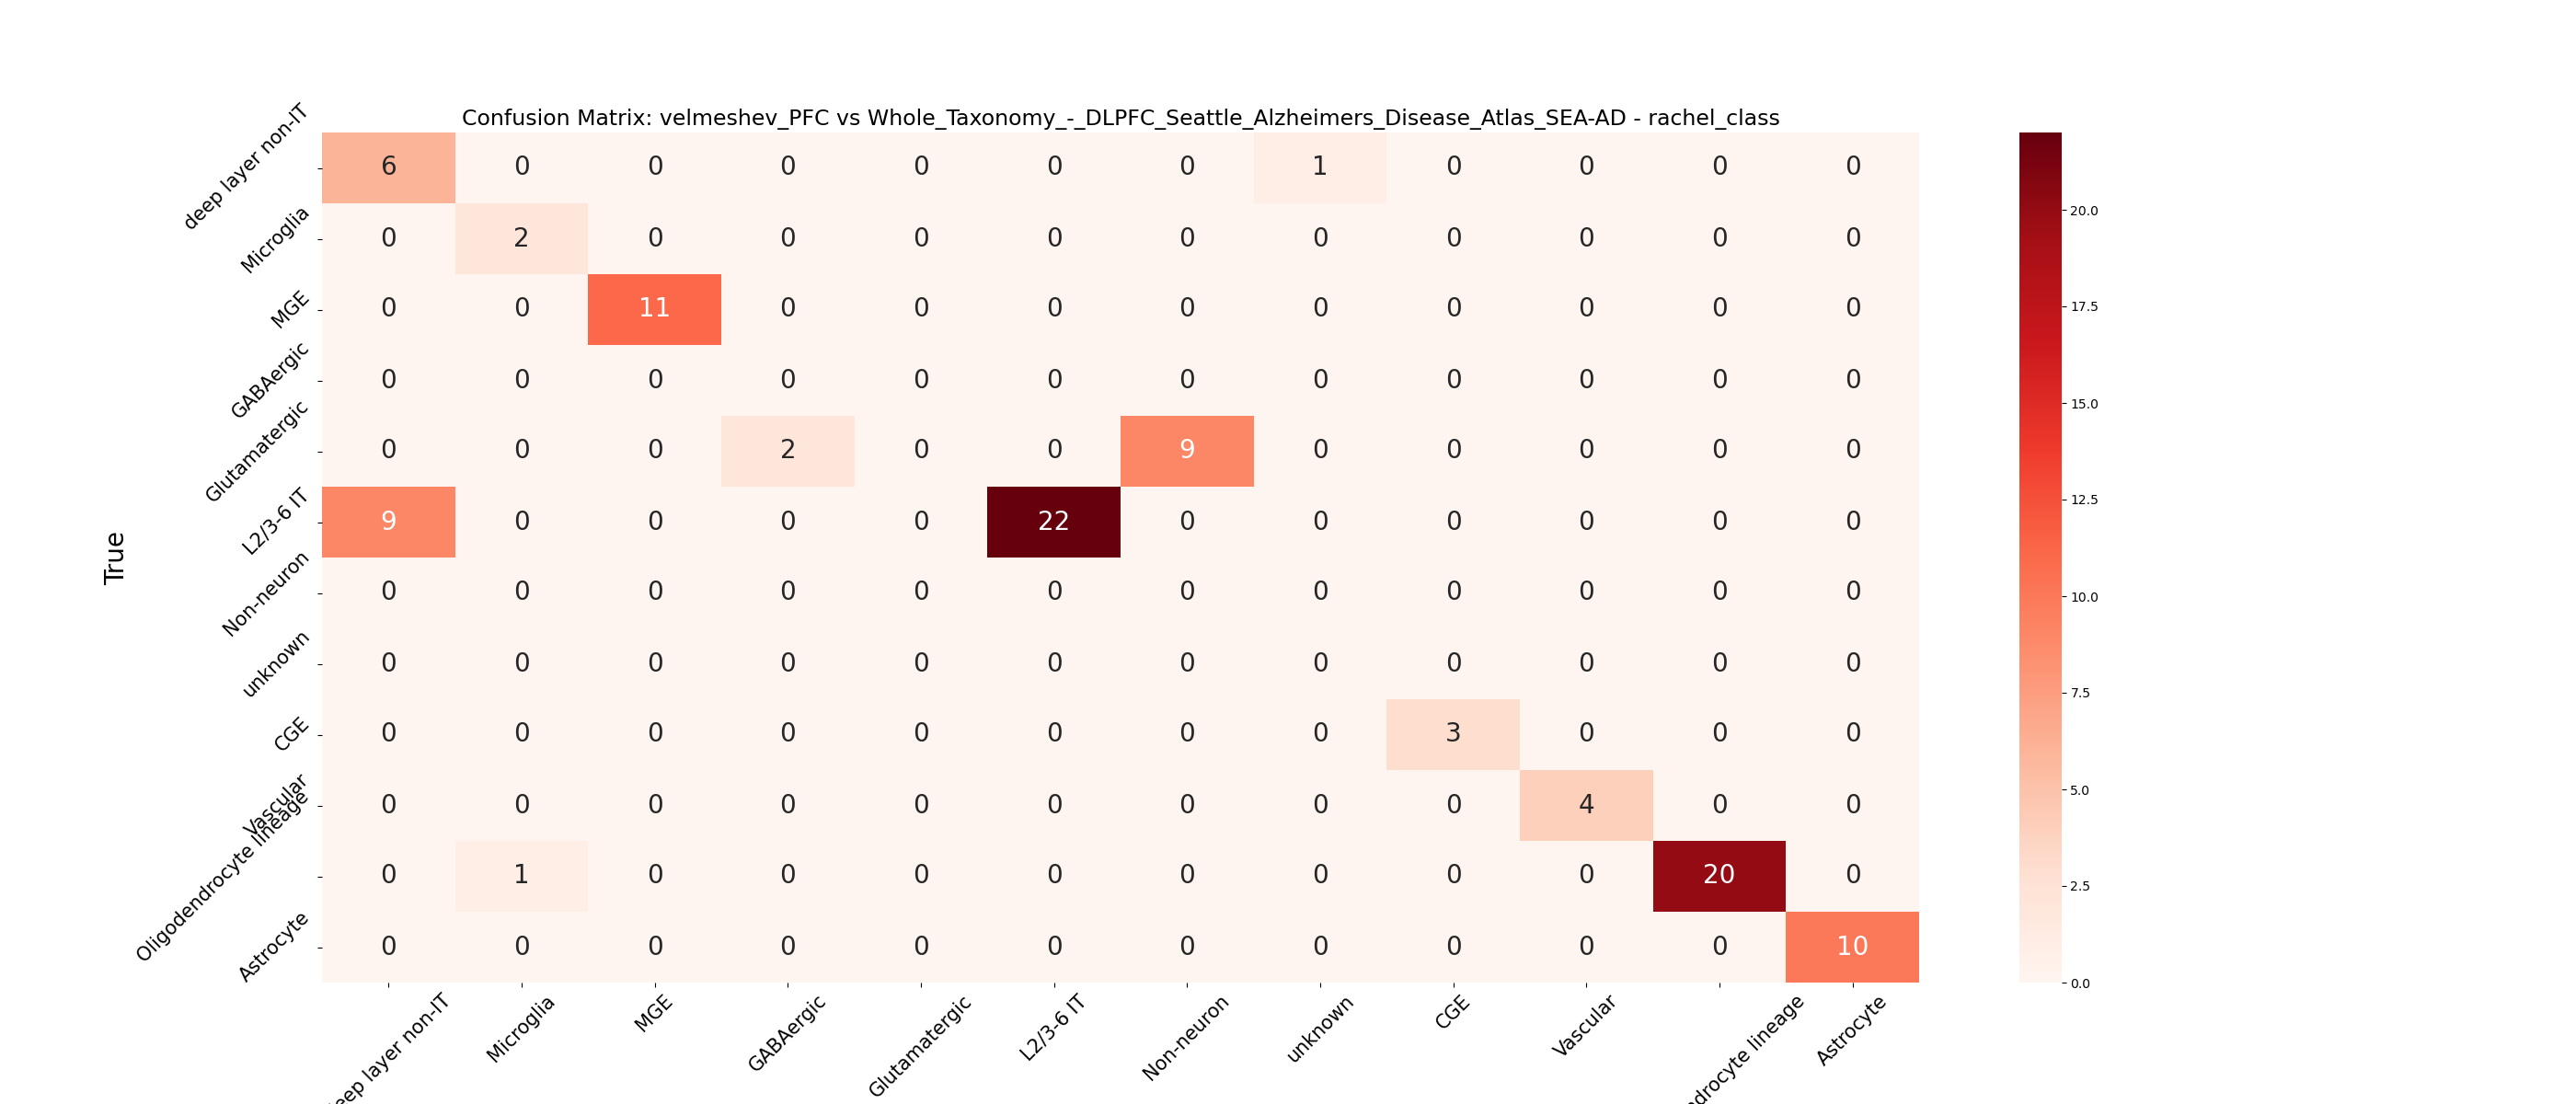 Confusion Matrix: velmeshev_PFC vs Whole_Taxonomy_-_DLPFC_Seattle_Alzheimers_Disease_Atlas_SEA-AD - rachel_class
True
deep layer non-IT 6 0 0 0 0 0 0 1 0 0 0 0
Microglia 0 2 0 0 0 0 0 0 0 0 0 0
MGE 0 0 11 0 0 0 0 0 0 0 0 0
GABAergic 0 0 0 0 0 0 0 0 0 0 0 0
Glutamatergic 0 0 0 2 0 0 9 0 0 0 0 0
L2/3-6 IT 9 0 0 0 0 22 0 0 0 0 0 0
Non-neuron 0 0 0 0 0 0 0 0 0 0 0 0
unknown 0 0 0 0 0 0 0 0 0 0 0 0
CGE 0 0 0 0 0 0 0 0 3 0 0 0
Vascular 0 0 0 0 0 0 0 0 0 4 0 0
Oligodendrocyte lineage 0 1 0 0 0 0 0 0 0 0 20 0
Astrocyte 0 0 0 0 0 0 0 0 0 0 0 10
layer non-IT Microglia MGE GABAergic Glutamatergic L2/3-6 IT Non-neuron unknown CGE Vascular lineage Astrocyte
20.0
17.5
15.0
12.5
10.0
7.5
5.0
2.5
0.0